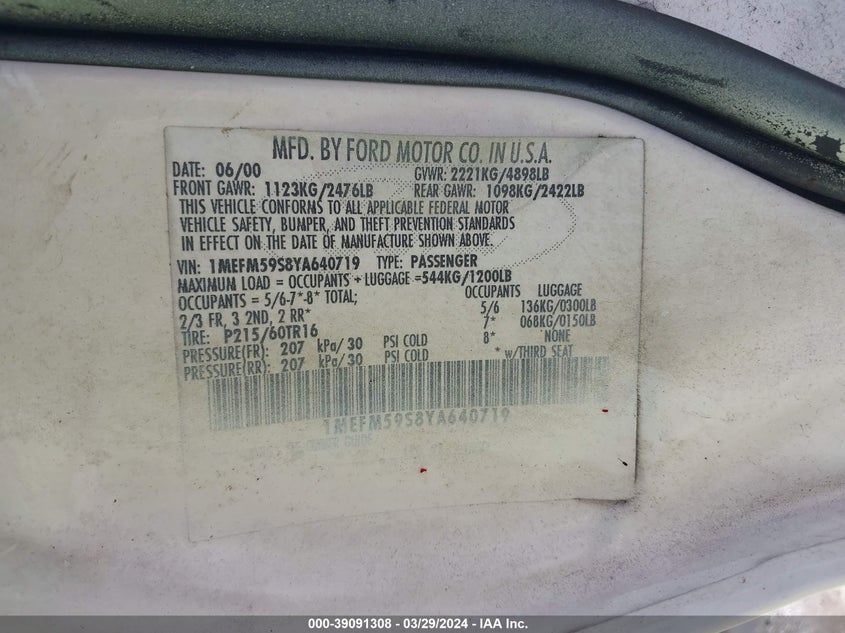 MFD. BY FORD MOTOR CO. IN U.S.A.
DATE: 06/00 GVWR: 2221KG/4898LB
FRONT GAWR: 1123KG/2476LB REAR GAWR: 1098KG/2422LB
THIS VEHICLE CONFORMS TO ALL APPLICABLE FEDERAL MOTOR
VEHICLE SAFETY, BUMPER, AND THEFT PREVENTION STANDARDS
IN EFFECT ON THE DATE OF MANUFACTURE SHOWN ABOVE.
VIN: 1MEFM59S8YA640719 TYPE: PASSENGER
MAXIMUM LOAD = OCCUPANTS + LUGGAGE =544KG/1200LB
OCCUPANTS = 5/6-7*-8* TOTAL; OCCUPANTS LUGGAGE
2/3 FR, 3 2ND, 2 RR* 5/6 136KG/0300LB
TIRE: P215/60TR16 7* 068KG/0150LB
PRESSURE(FR): 207 kPa/30 PSI COLD 8* NONE
PRESSURE(RR): 207 kPa/30 PSI COLD * w/THIRD SEAT
1MEFM59S8YA640719
000-39091308 - 03/29/2024 - IAA Inc.